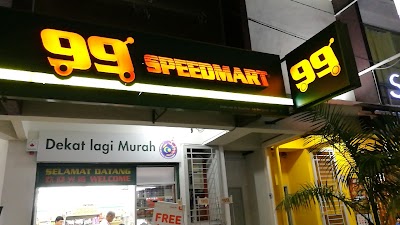 99 SPEEDMART
99
S
Dekat lagi Murah
SELAMAT DATANG
WELCOME
FREE